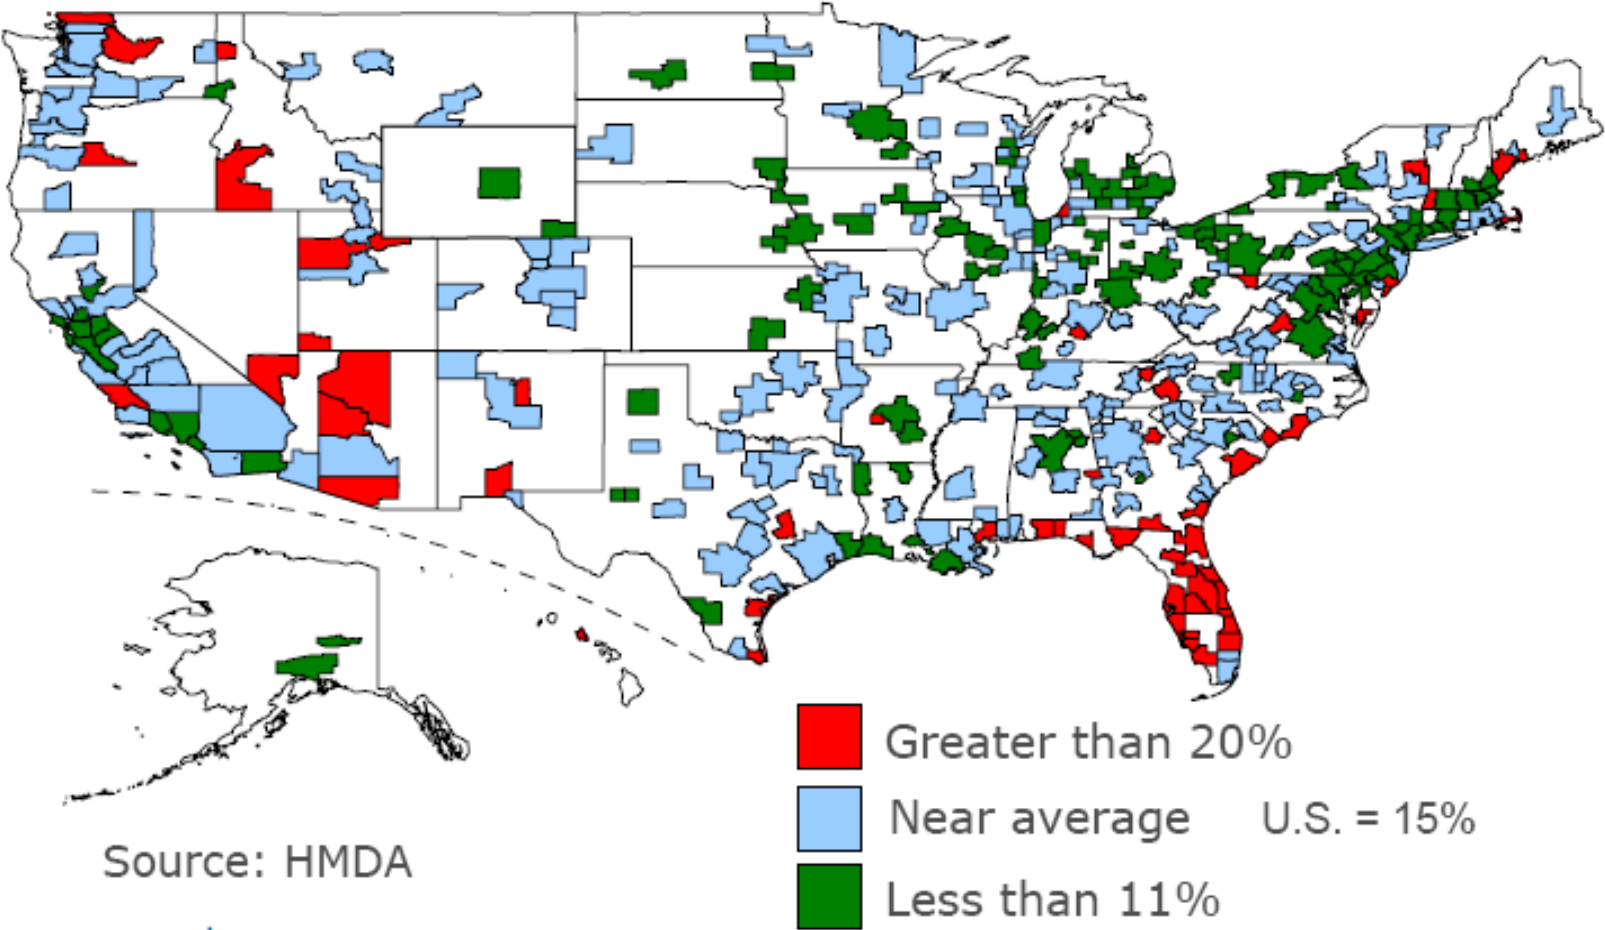 Greater than 20%
Near average U.S. = 15%
Less than 11%
Source: HMDA